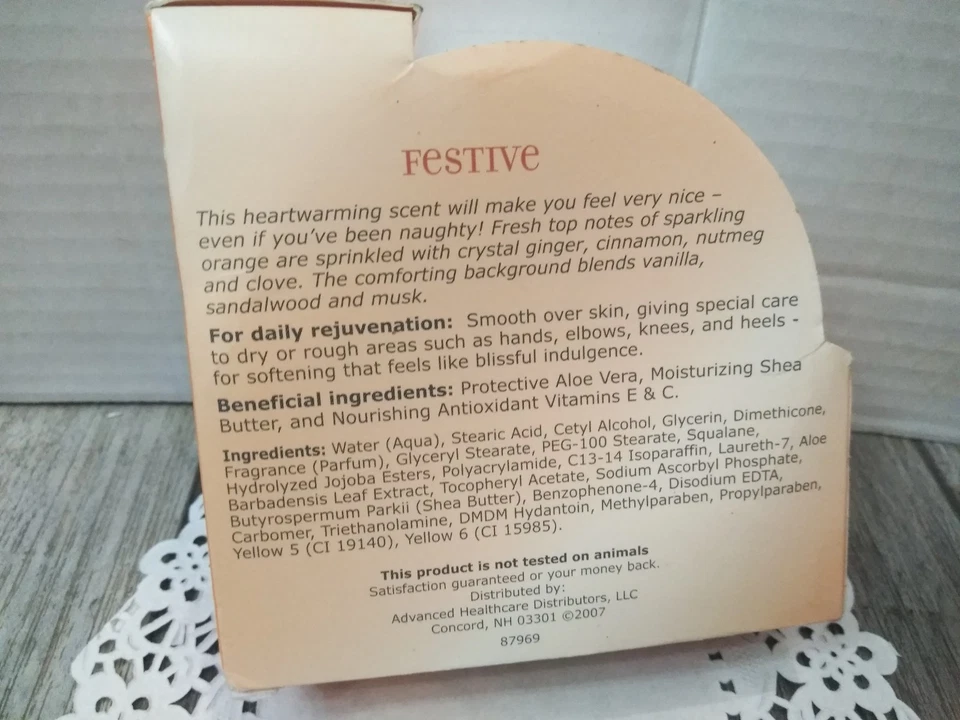 FeSTIVe
This heartwarming scent will make you feel very nice –
even if you've been naughty! Fresh top notes of sparkling
orange are sprinkled with crystal ginger, cinnamon, nutmeg
and clove. The comforting background blends vanilla,
sandalwood and musk.
For daily rejuvenation: Smooth over skin, giving special care
to dry or rough areas such as hands, elbows, knees, and heels -
for softening that feels like blissful indulgence.
Beneficial ingredients: Protective Aloe Vera, Moisturizing Shea
Butter, and Nourishing Antioxidant Vitamins E & C.
Ingredients: Water (Aqua), Stearic Acid, Cetyl Alcohol, Glycerin, Dimethicone,
Fragrance (Parfum), Glyceryl Stearate, PEG-100 Stearate, Squalane,
Hydrolyzed Jojoba Esters, Polyacrylamide, C13-14 Isoparaffin, Laureth-7, Aloe
Barbadensis Leaf Extract, Tocopheryl Acetate, Sodium Ascorbyl Phosphate,
Butyrospermum Parkii (Shea Butter), Benzophenone-4, Disodium EDTA,
Carbomer, Triethanolamine, DMDM Hydantoin, Methylparaben, Propylparaben,
Yellow 5 (CI 19140), Yellow 6 (CI 15985).
This product is not tested on animals
Satisfaction guaranteed or your money back.
Distributed by:
Advanced Healthcare Distributors, LLC
Concord, NH 03301 ©2007
87969